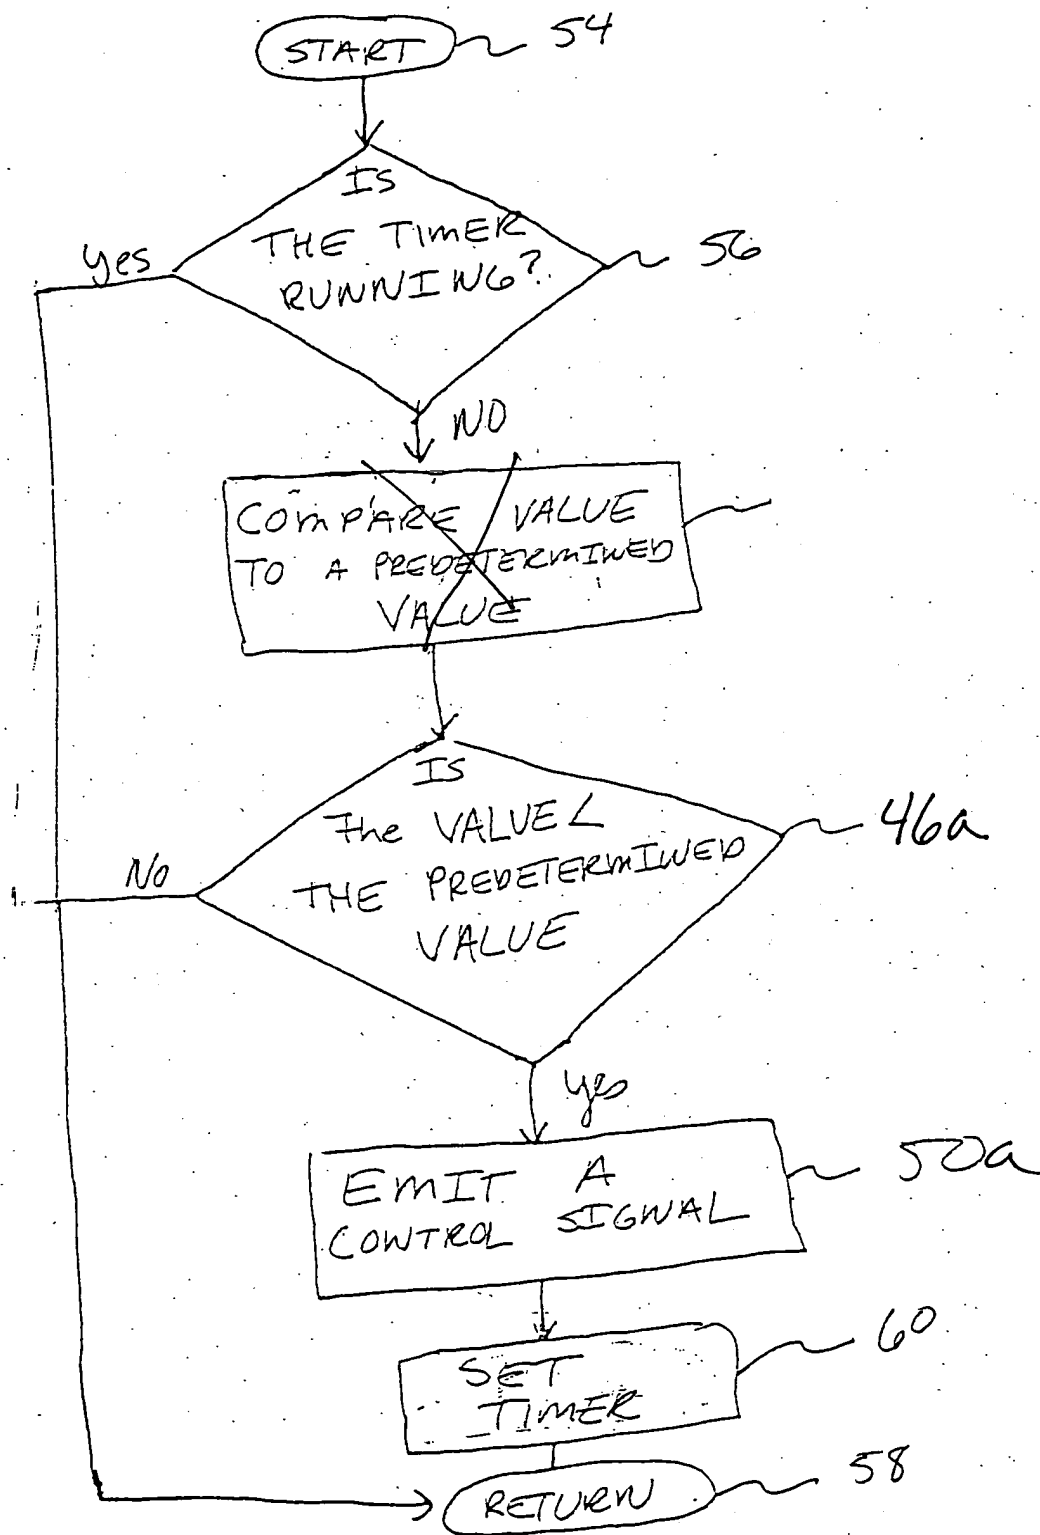 START 54
IS
THE TIMER
RUNNING?
yes
56
NO
COMPARE VALUE
TO A PREDETERMINED
VALUE
IS
The VALUE <
THE PREDETERMINED
VALUE
No
46a
yes
EMIT A
CONTROL SIGNAL
50a
SET
TIMER
60
RETURN 58